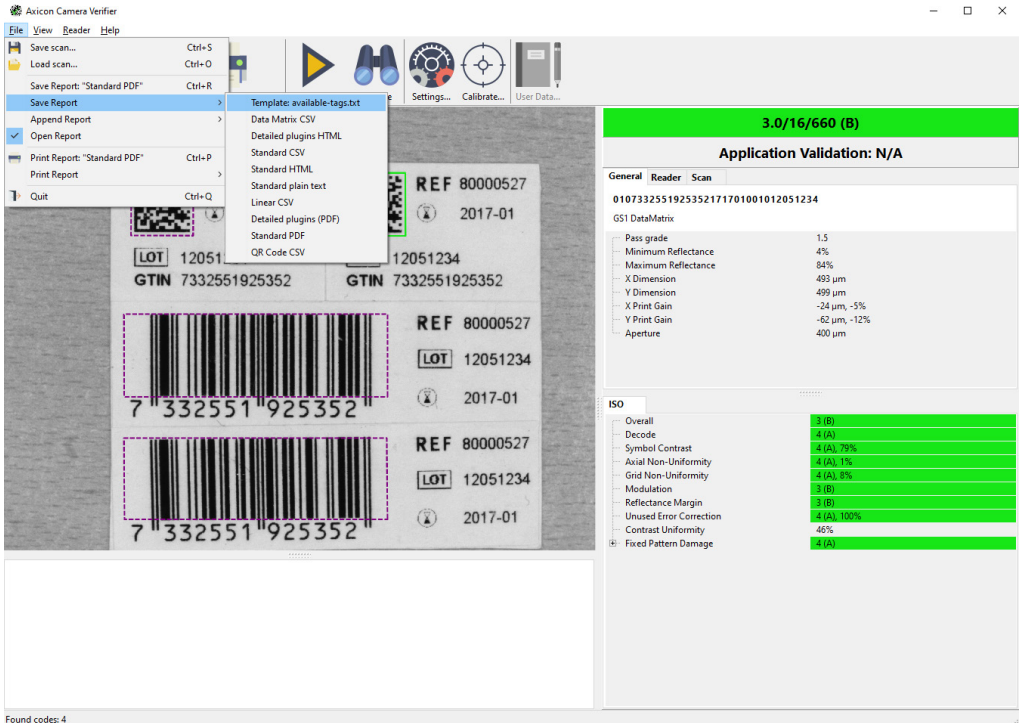 Axicon Camera Verifier
File View Reader Help
Save scan... Ctrl+S
Load scan... Ctrl+O
Save Report: "Standard PDF" Ctrl+R
Save Report
Append Report
Open Report
Print Report: "Standard PDF" Ctrl+P
Print Report
Quit Ctrl+Q
Template: available-tags.txt
Data Matrix CSV
Detailed plugins HTML
Standard CSV
Standard HTML
Standard plain text
Linear CSV
Detailed plugins (PDF)
Standard PDF
QR Code CSV
Settings... Calibrate... User Data...
REF 80000527
2017-01
LOT 12051 12051234
GTIN 7332551925352 GTIN 7332551925352
REF 80000527
LOT 12051234
2017-01
7 332551 925352
REF 80000527
LOT 12051234
2017-01
7 332551 925352
3.0/16/660 (B)
Application Validation: N/A
General Reader Scan
0107332551925352171701001012051234
GS1 DataMatrix
Pass grade 1.5
Minimum Reflectance 4%
Maximum Reflectance 84%
X Dimension 493 µm
Y Dimension 499 µm
X Print Gain -24 µm, -5%
Y Print Gain -62 µm, -12%
Aperture 400 µm
ISO
Overall 3 (B)
Decode 4 (A)
Symbol Contrast 4 (A), 79%
Axial Non-Uniformity 4 (A), 1%
Grid Non-Uniformity 4 (A), 8%
Modulation 3 (B)
Reflectance Margin 3 (B)
Unused Error Correction 4 (A), 100%
Contrast Uniformity 46%
Fixed Pattern Damage 4 (A)
Found codes: 4